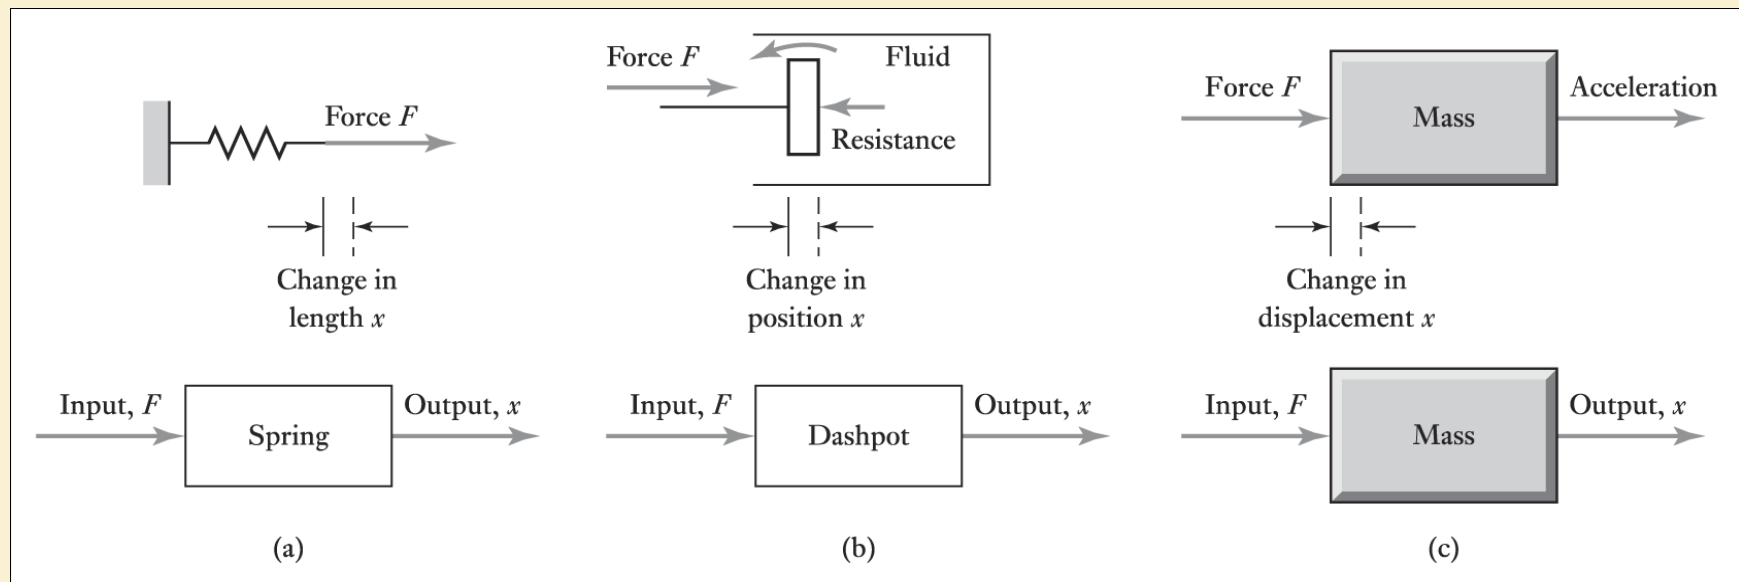 Force F
Change in
length x
Input, F
Spring
Output, x
(a)
Force F
Fluid
Resistance
Change in
position x
Input, F
Dashpot
Output, x
(b)
Force F
Mass
Acceleration
Change in
displacement x
Input, F
Mass
Output, x
(c)